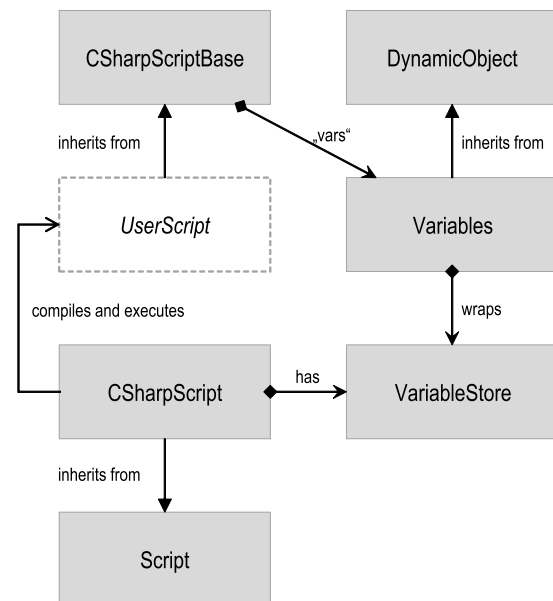 CSharpScriptBase
DynamicObject
inherits from
„vars“
inherits from
UserScript
Variables
compiles and executes
wraps
CSharpScript
has
VariableStore
inherits from
Script